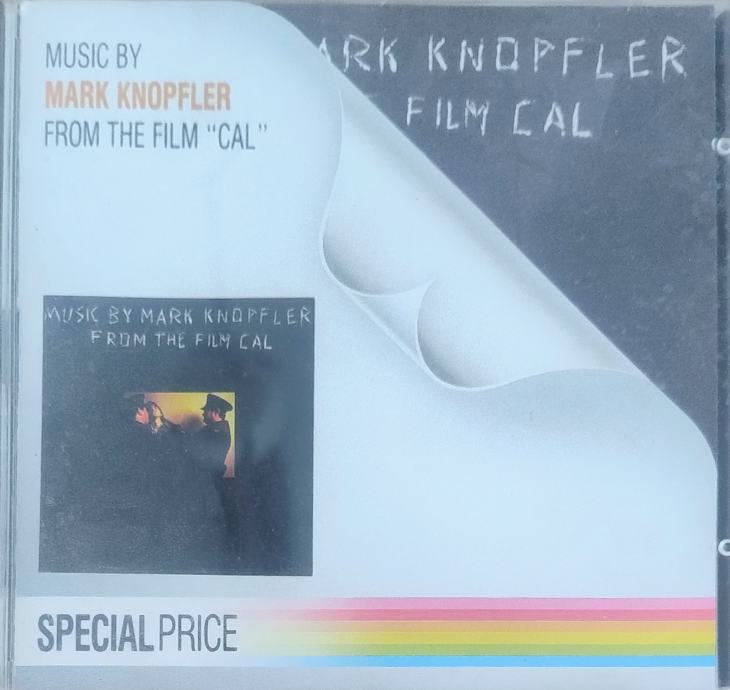 MUSIC BY
MARK KNOPFLER
FROM THE FILM “CAL”
ARK KNOPFLER
FILM CAL
MUSIC BY MARK KNOPFLER
FROM THE FILM CAL
SPECIAL PRICE